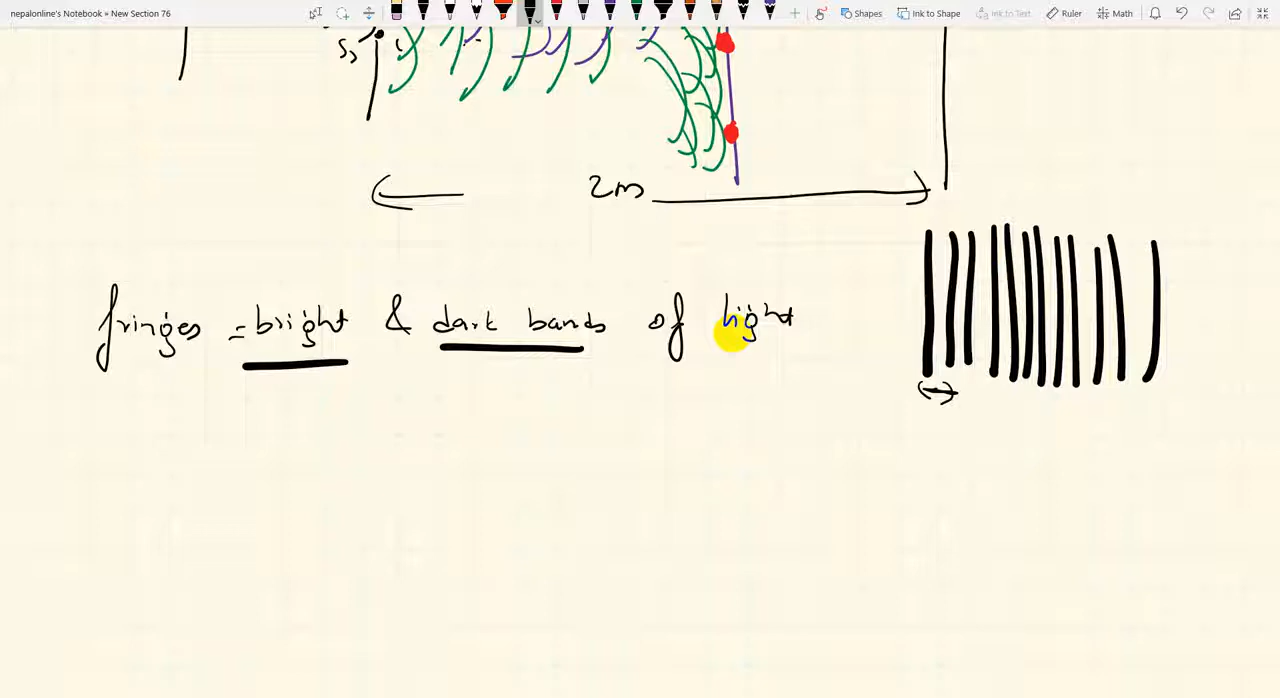 nepalonline's Notebook » New Section 76
Shapes
Ink to Shape
Ink to Text
Ruler
Math
2m
fringes = bright & dark bands of light